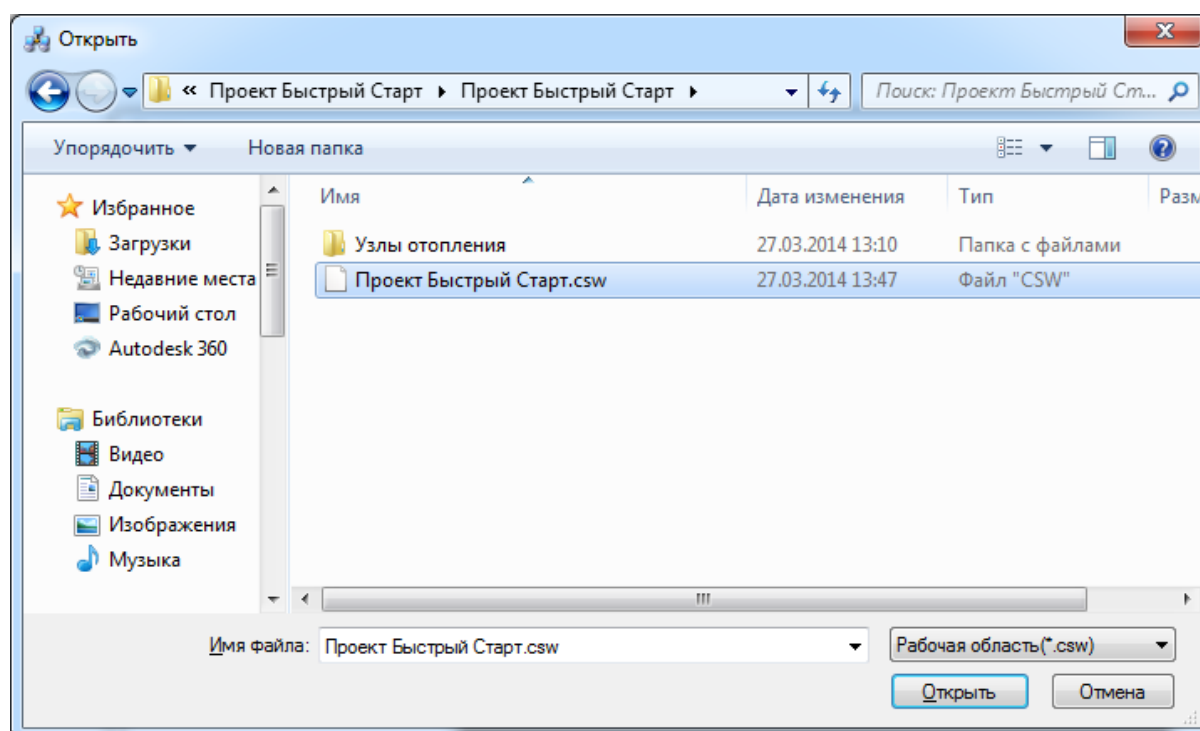 Открыть
« Проект Быстрый Старт Проект Быстрый Старт
Поиск: Проект Быстрый Ст...
Упорядочить Новая папка
Имя Дата изменения Тип Разм
Избранное
Загрузки
Недавние места
Рабочий стол
Autodesk 360
Библиотеки
Видео
Документы
Изображения
Музыка
Узлы отопления 27.03.2014 13:10 Папка с файлами
Проект Быстрый Старт.csw 27.03.2014 13:47 Файл "CSW"
Имя файла: Проект Быстрый Старт.csw Рабочая область(*.csw)
Открыть Отмена